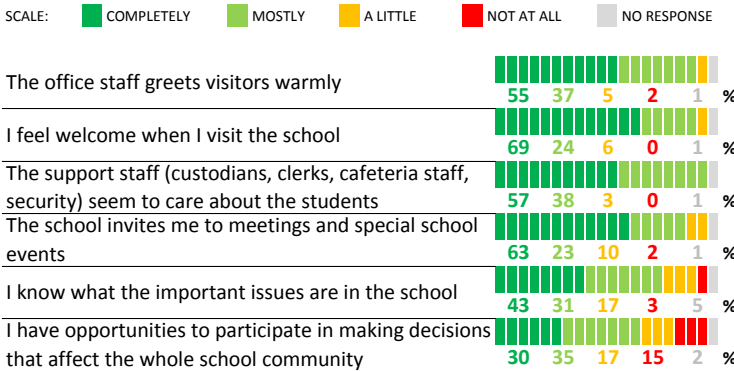 SCALE: COMPLETELY MOSTLY A LITTLE NOT AT ALL NO RESPONSE
The office staff greets visitors warmly
55 37 5 2 1 %
I feel welcome when I visit the school
69 24 6 0 1 %
The support staff (custodians, clerks, cafeteria staff,
security) seem to care about the students
57 38 3 0 1 %
The school invites me to meetings and special school
events
63 23 10 2 1 %
I know what the important issues are in the school
43 31 17 3 5 %
I have opportunities to participate in making decisions
that affect the whole school community
30 35 17 15 2 %